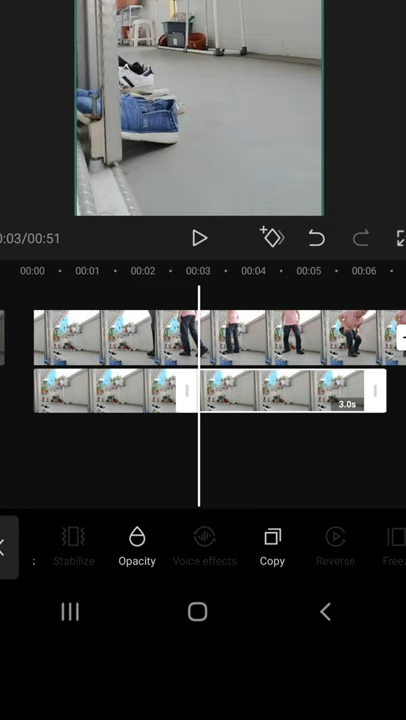 0:03/00:51
00:00 • 00:01 • 00:02 • 00:03 • 00:04 • 00:05 • 00:06 •
3.0s
: Stabilize Opacity Voice effects Copy Reverse Freez